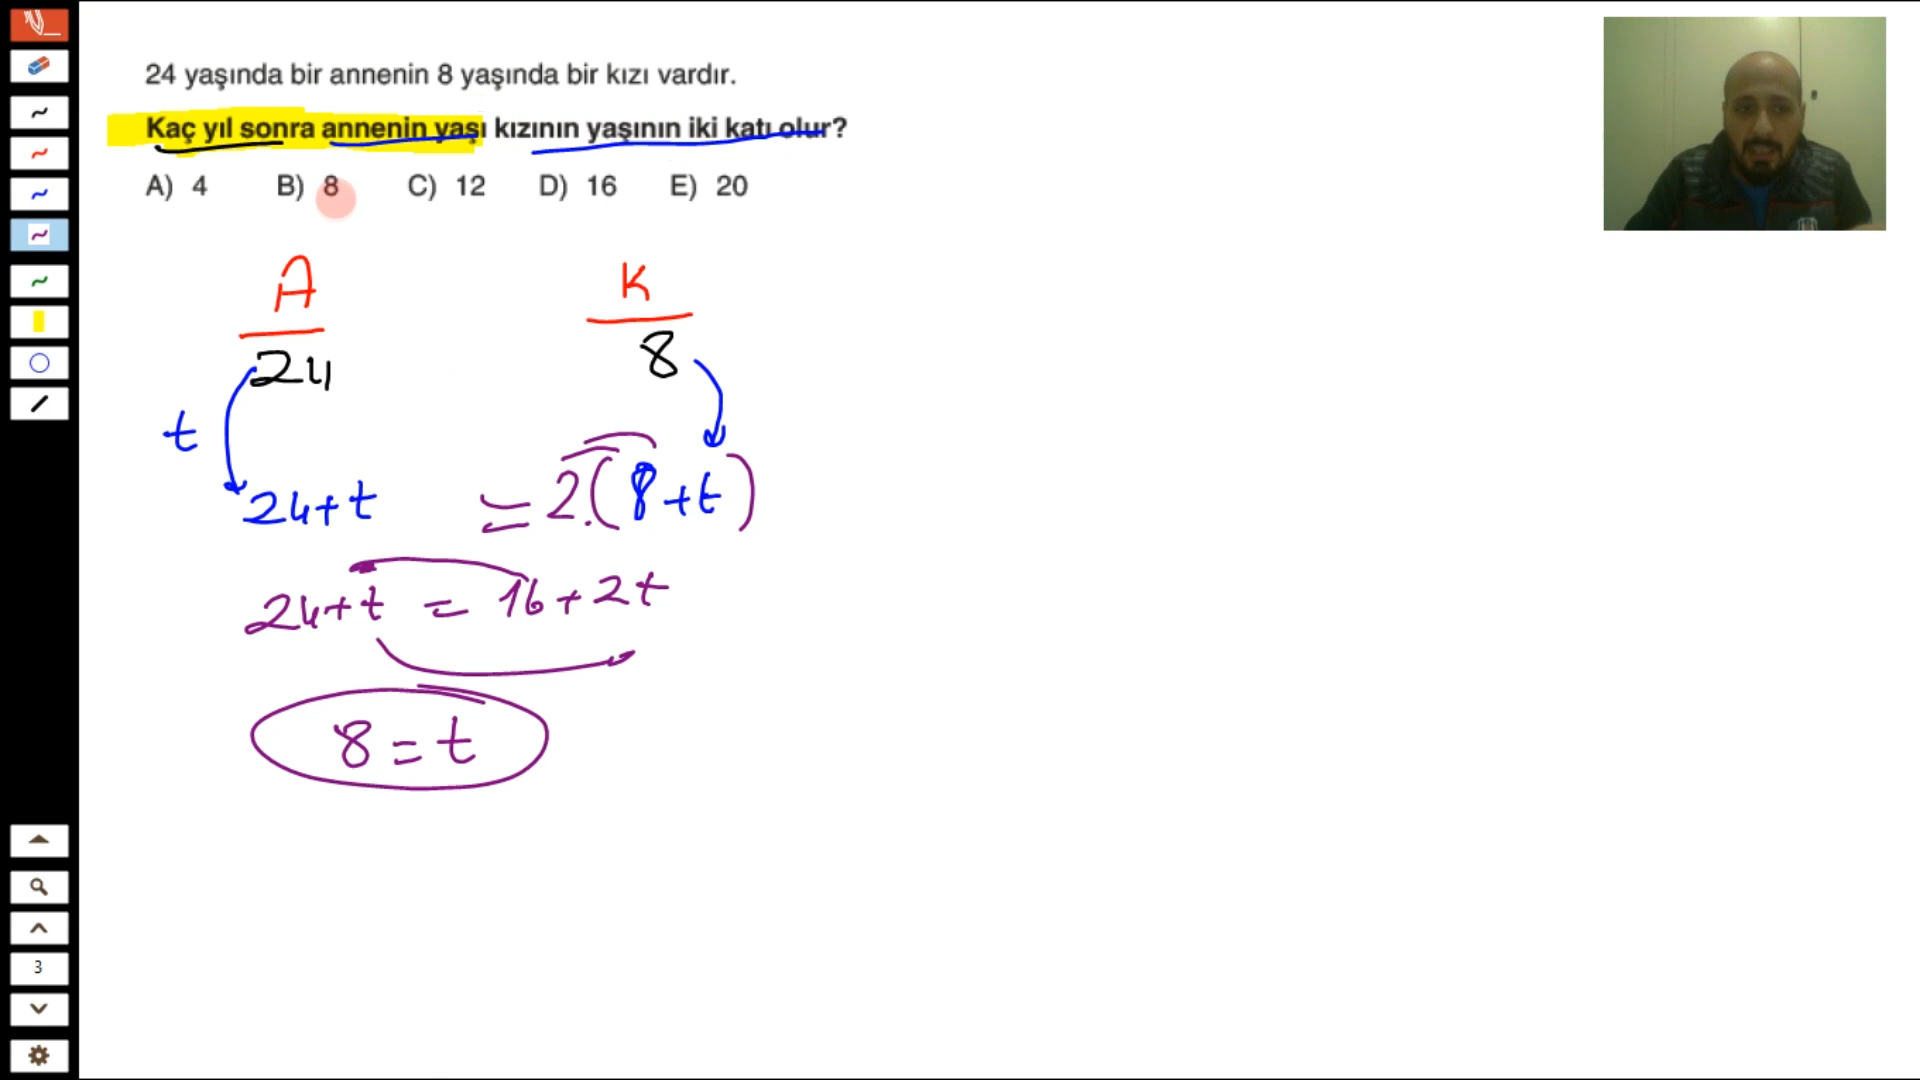 24 yaşında bir annenin 8 yaşında bir kızı vardır.
Kaç yıl sonra annenin yaşı kızının yaşının iki katı olur?
A) 4 B) 8 C) 12 D) 16 E) 20
A K
24 8
t
24+t = 2.(8+t)
24+t = 16+2t
8=t
3